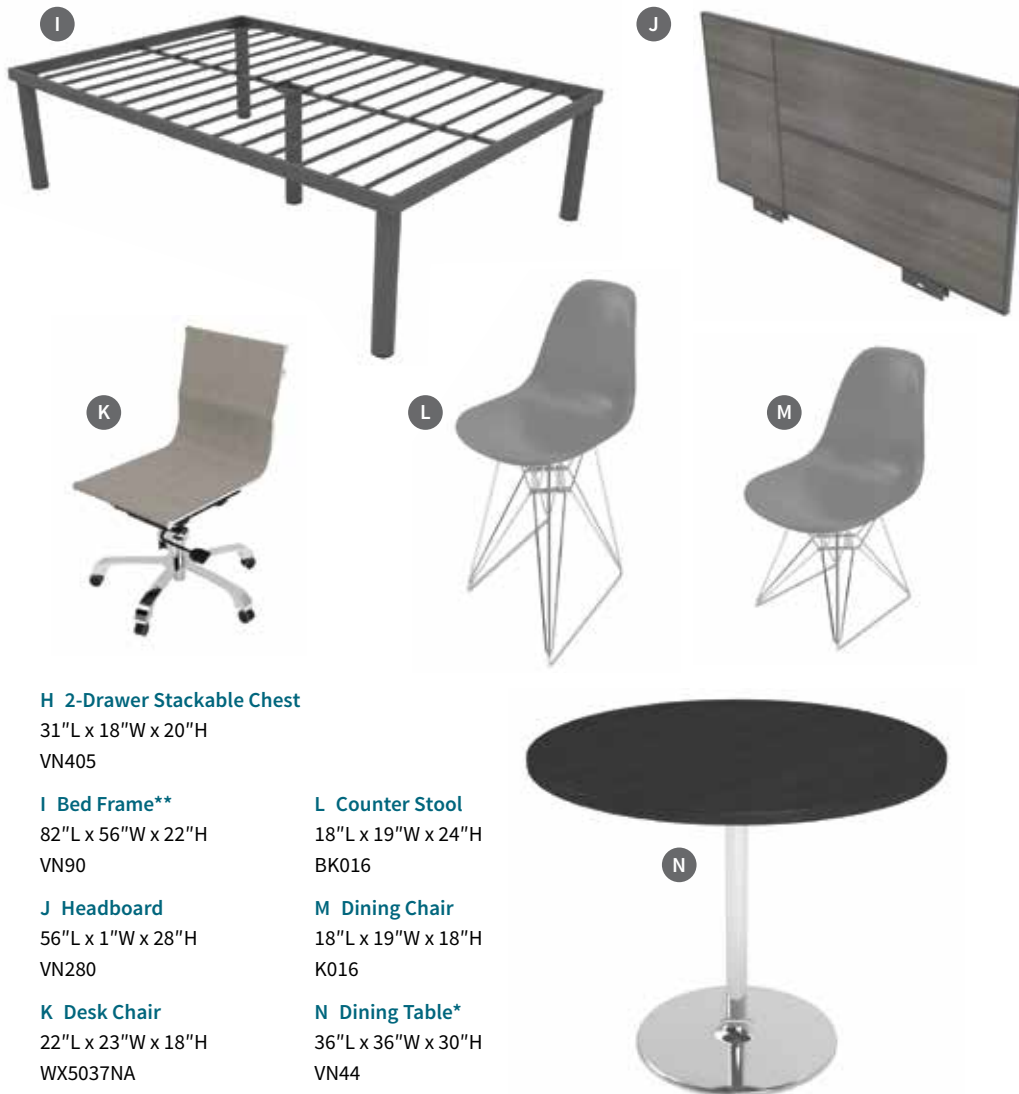 I
J
K
L
M
H 2-Drawer Stackable Chest
31"L x 18"W x 20"H
VN405
I Bed Frame**
82"L x 56"W x 22"H
VN90
J Headboard
56"L x 1"W x 28"H
VN280
K Desk Chair
22"L x 23"W x 18"H
WX5037NA
L Counter Stool
18"L x 19"W x 24"H
BK016
M Dining Chair
18"L x 19"W x 18"H
K016
N Dining Table*
36"L x 36"W x 30"H
VN44
N